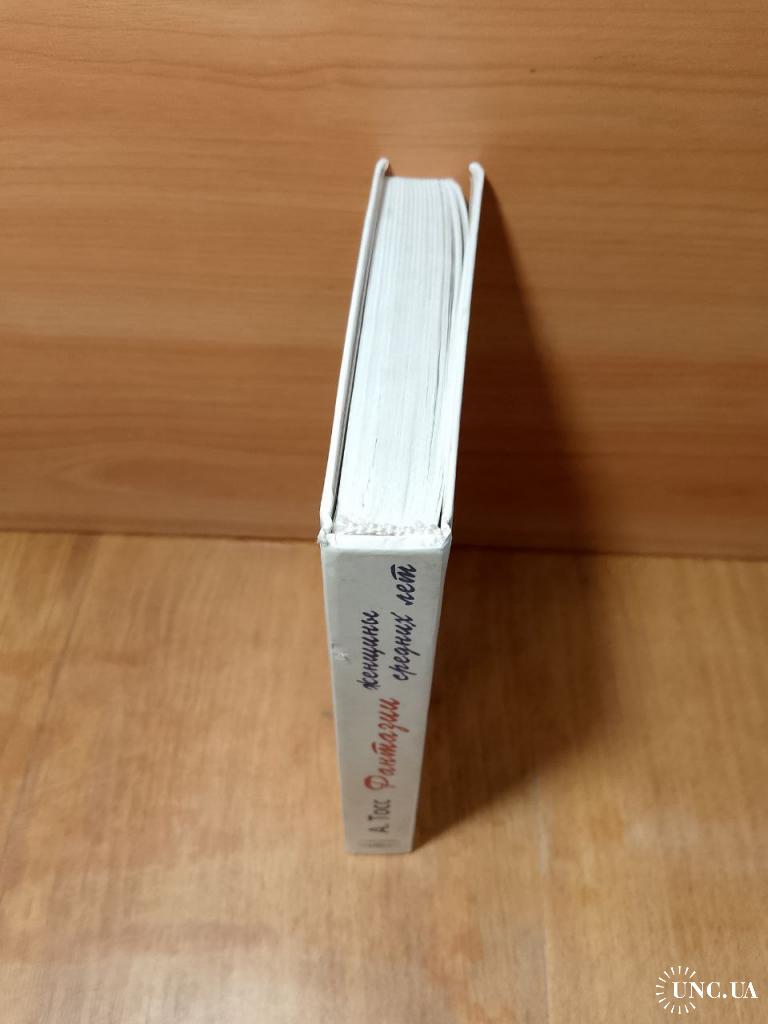 А. Тосс Фантазии
женщины
средних лет
UNC.UA